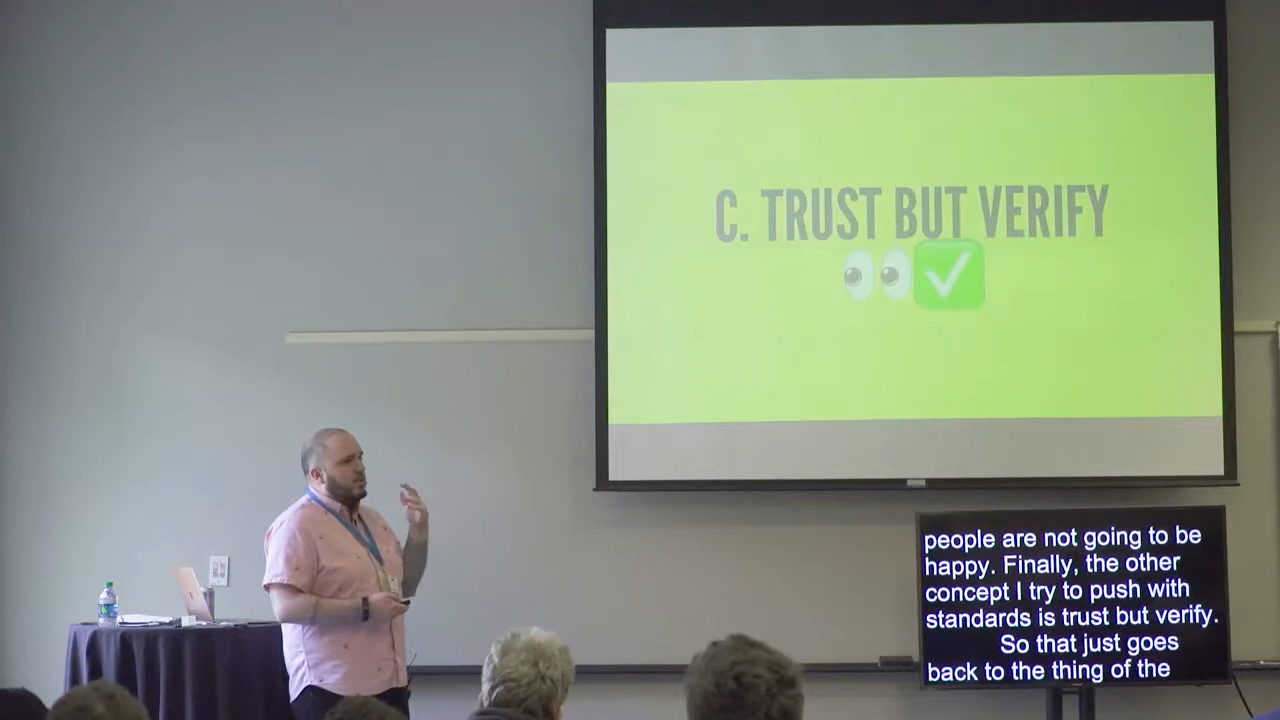 C. TRUST BUT VERIFY
people are not going to be
happy. Finally, the other
concept I try to push with
standards is trust but verify.
So that just goes
back to the thing of the